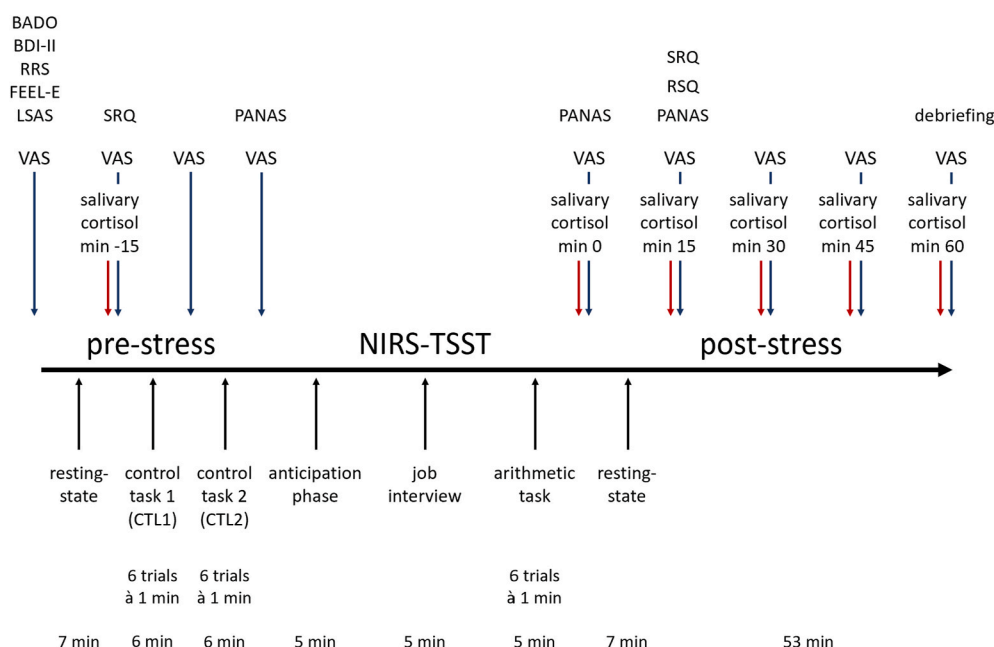 BADO
BDI-II
RRS
FEEL-E
LSAS
SRQ
PANAS
PANAS
SRQ
RSQ
PANAS
debriefing
VAS
VAS
VAS
VAS
VAS
VAS
VAS
VAS
VAS
salivary
cortisol
min -15
salivary
cortisol
min 0
salivary
cortisol
min 15
salivary
cortisol
min 30
salivary
cortisol
min 45
salivary
cortisol
min 60
pre-stress
NIRS-TSST
post-stress
resting-
state
control
task 1
(CTL1)
control
task 2
(CTL2)
anticipation
phase
job
interview
arithmetic
task
resting-
state
6 trials
à 1 min
6 trials
à 1 min
6 trials
à 1 min
7 min
6 min
6 min
5 min
5 min
5 min
7 min
53 min